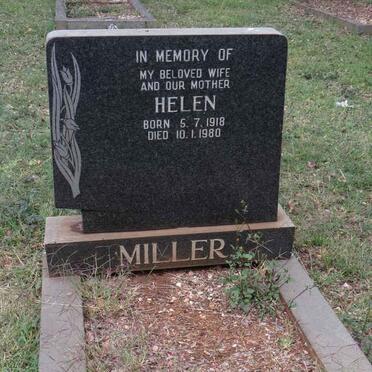 IN MEMORY OF
MY BELOVED WIFE
AND OUR MOTHER
HELEN
BORN 5. 7. 1918
DIED 10. 1. 1980
MILLER